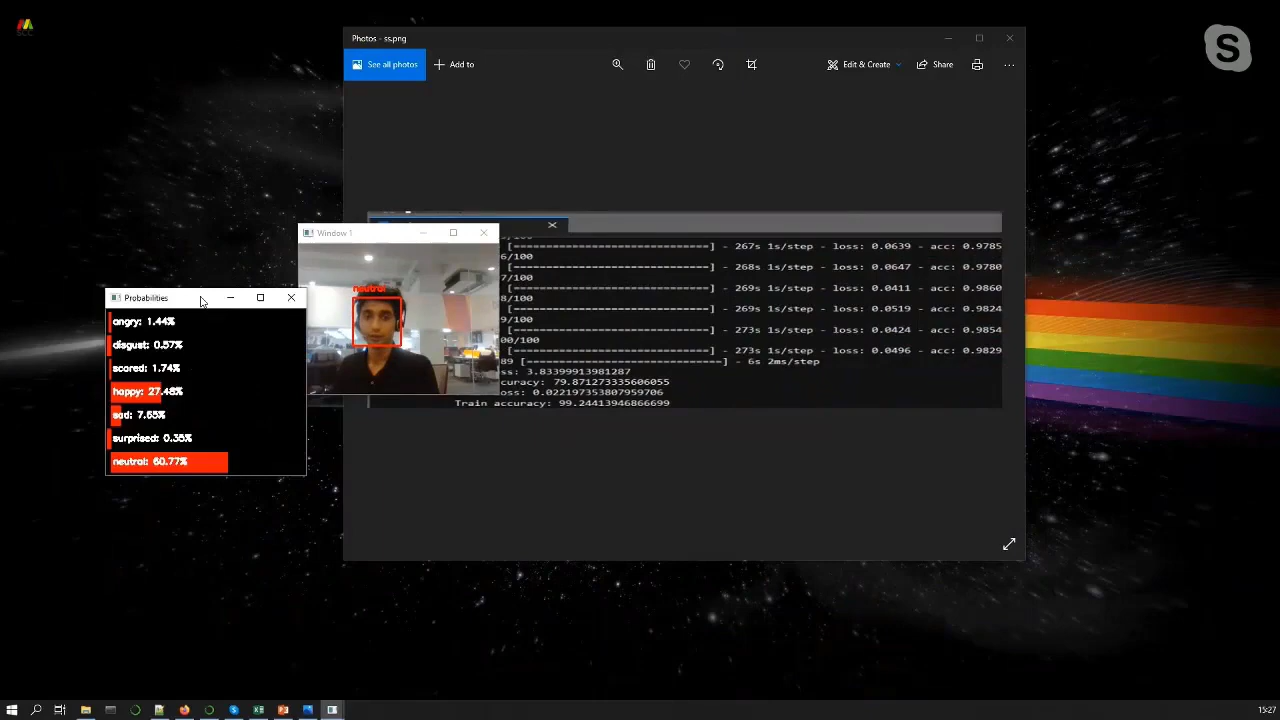 Photos - ss.png
See all photos
Add to
Edit & Create
Share
S
Window 1
neutral
Probabilities
angry: 1.44%
disgust: 0.57%
scared: 1.74%
happy: 27.48%
sad: 7.65%
surprised: 0.35%
neutral: 60.77%
[==============================] - 267s 1s/step - loss: 0.0639 - acc: 0.9785
6/100
[==============================] - 268s 1s/step - loss: 0.0647 - acc: 0.9780
7/100
[==============================] - 269s 1s/step - loss: 0.0411 - acc: 0.9860
8/100
[==============================] - 269s 1s/step - loss: 0.0519 - acc: 0.9824
9/100
[==============================] - 273s 1s/step - loss: 0.0424 - acc: 0.9854
00/100
[==============================] - 273s 1s/step - loss: 0.0496 - acc: 0.9829
89 [==============================] - 6s 2ms/step
ss: 3.83399913981287
curacy: 79.871273335606055
oss: 0.022197353807959706
Train accuracy: 99.24413946866699
15:27